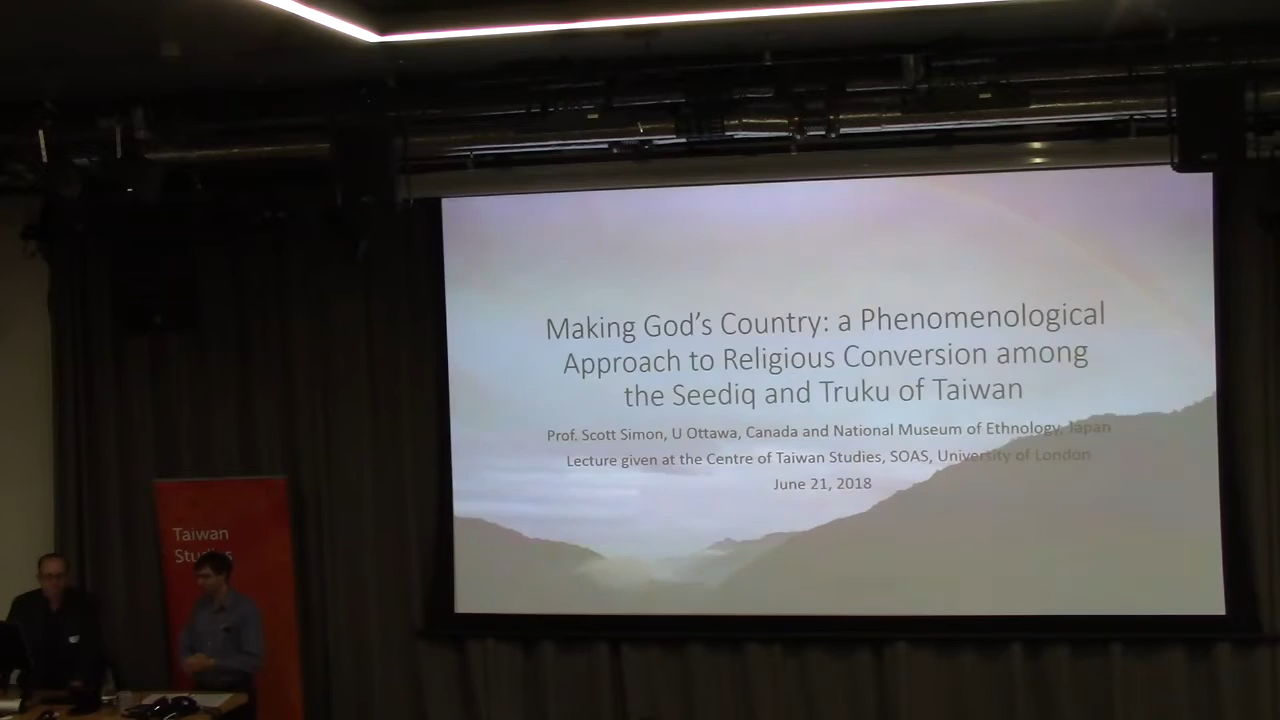 Making God's Country: a Phenomenological
Approach to Religious Conversion among
the Seediq and Truku of Taiwan
Prof. Scott Simon, U Ottawa, Canada and National Museum of Ethnology, Japan
Lecture given at the Centre of Taiwan Studies, SOAS, University of London
June 21, 2018
Taiwan
Studies